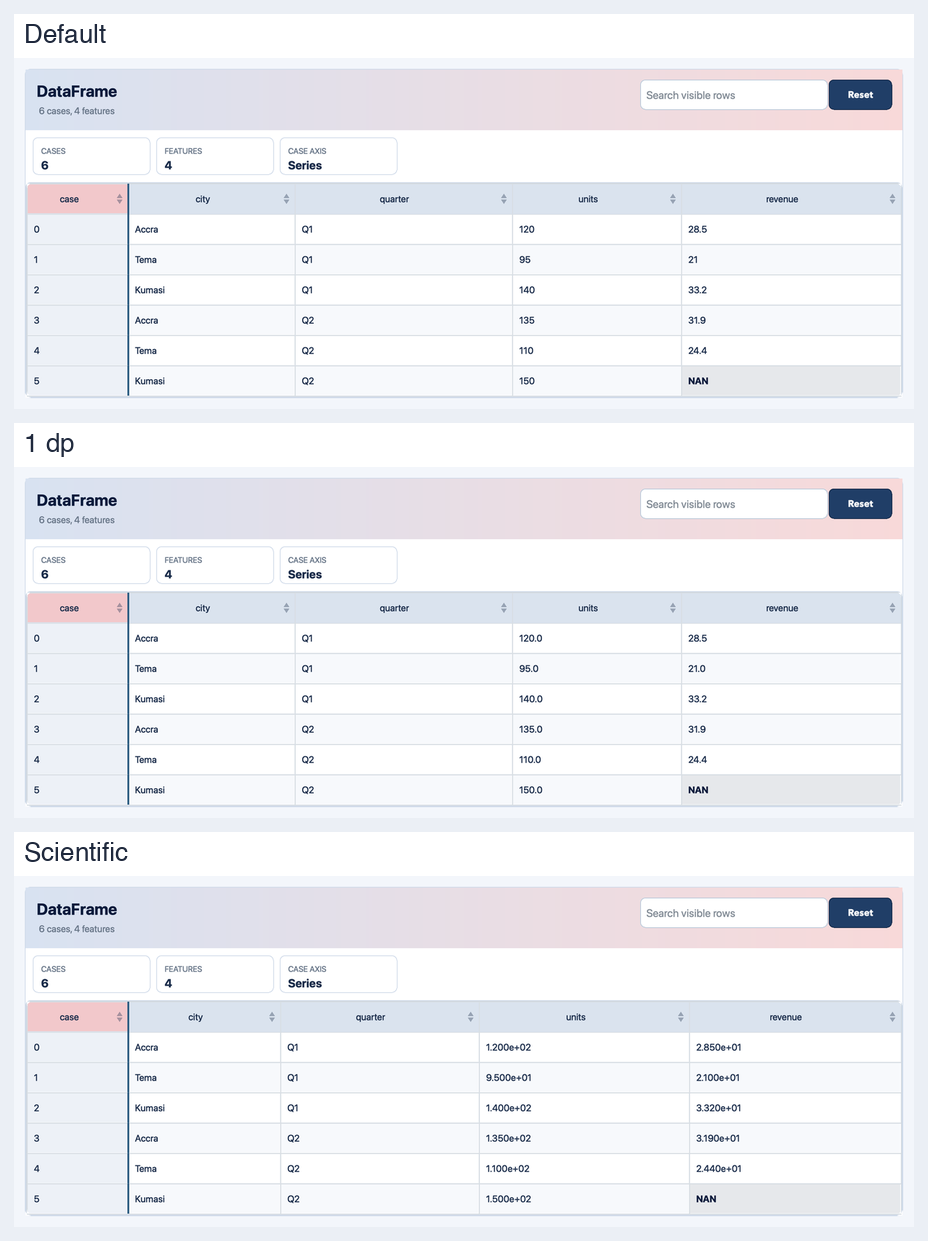 Default
DataFrame
6 cases, 4 features
Search visible rows
Reset
CASES
6
FEATURES
4
CASE AXIS
Series
case city quarter units revenue
0 Accra Q1 120 28.5
1 Tema Q1 95 21
2 Kumasi Q1 140 33.2
3 Accra Q2 135 31.9
4 Tema Q2 110 24.4
5 Kumasi Q2 150 NAN
1 dp
DataFrame
6 cases, 4 features
Search visible rows
Reset
CASES
6
FEATURES
4
CASE AXIS
Series
case city quarter units revenue
0 Accra Q1 120.0 28.5
1 Tema Q1 95.0 21.0
2 Kumasi Q1 140.0 33.2
3 Accra Q2 135.0 31.9
4 Tema Q2 110.0 24.4
5 Kumasi Q2 150.0 NAN
Scientific
DataFrame
6 cases, 4 features
Search visible rows
Reset
CASES
6
FEATURES
4
CASE AXIS
Series
case city quarter units revenue
0 Accra Q1 1.200e+02 2.850e+01
1 Tema Q1 9.500e+01 2.100e+01
2 Kumasi Q1 1.400e+02 3.320e+01
3 Accra Q2 1.350e+02 3.190e+01
4 Tema Q2 1.100e+02 2.440e+01
5 Kumasi Q2 1.500e+02 NAN